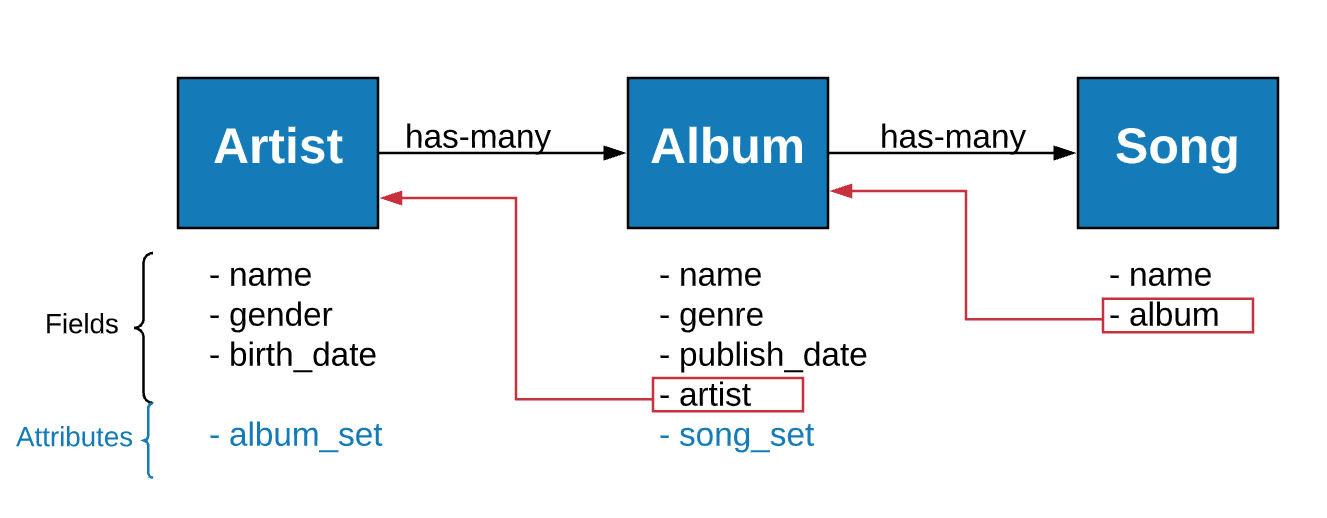 Artist
has-many
Album
has-many
Song
Fields
- name
- gender
- birth_date
- name
- genre
- publish_date
- artist
- name
- album
Attributes
- album_set
- song_set